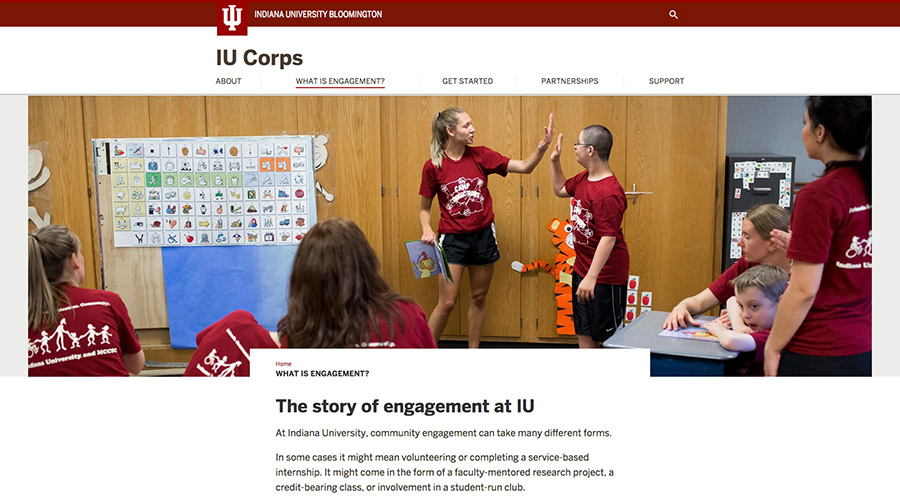 INDIANA UNIVERSITY BLOOMINGTON
IU Corps
ABOUT
WHAT IS ENGAGEMENT?
GET STARTED
PARTNERSHIPS
SUPPORT
CAMP
Indiana
Indiana University and MCCSC
Home
WHAT IS ENGAGEMENT?
The story of engagement at IU
At Indiana University, community engagement can take many different forms.
In some cases it might mean volunteering or completing a service-based
internship. It might come in the form of a faculty-mentored research project, a
credit-bearing class, or involvement in a student-run club.